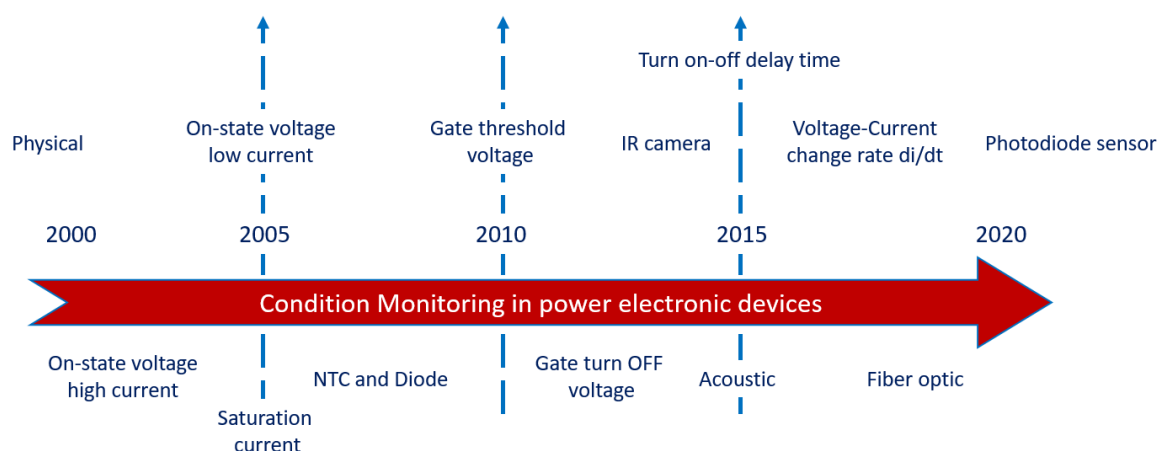 Turn on-off delay time
Physical
On-state voltage
low current
Gate threshold
voltage
IR camera
Voltage-Current
change rate di/dt
Photodiode sensor
2000
2005
2010
2015
2020
Condition Monitoring in power electronic devices
On-state voltage
high current
Saturation
current
NTC and Diode
Gate turn OFF
voltage
Acoustic
Fiber optic